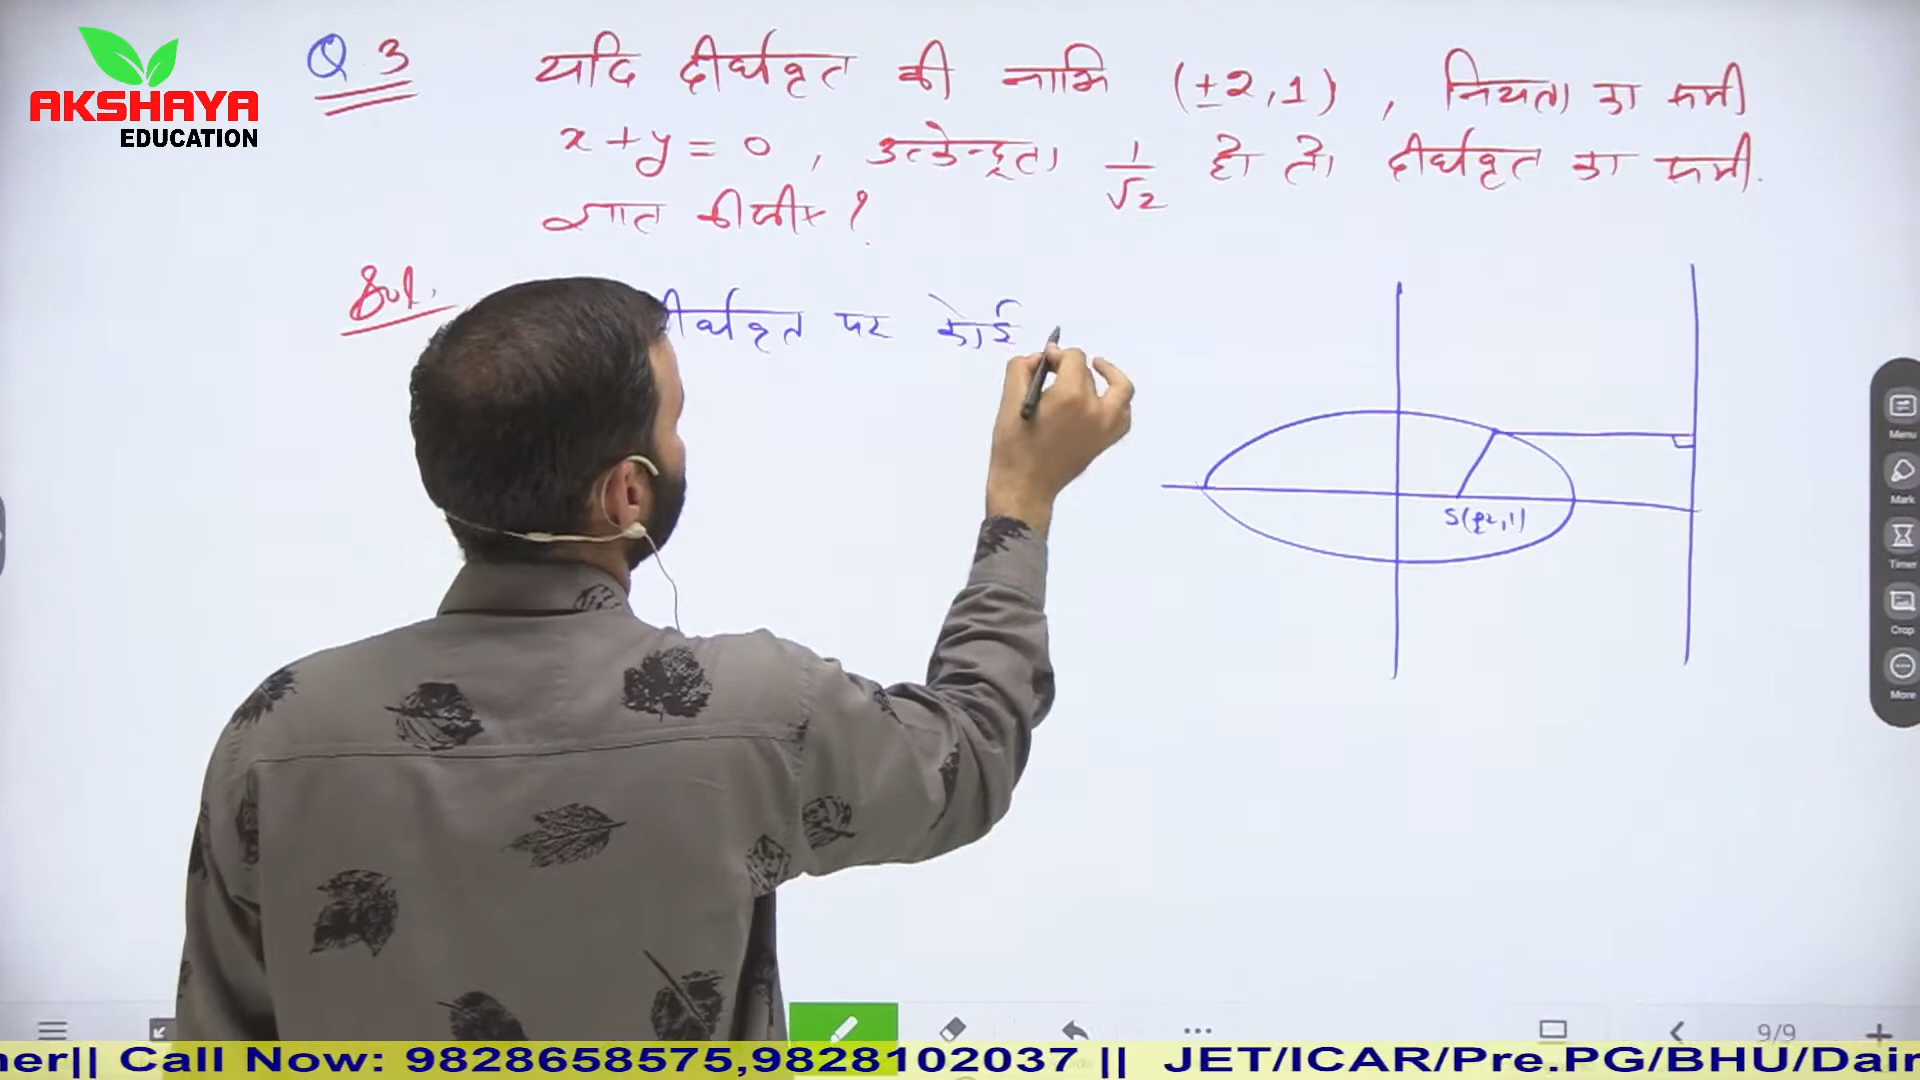 AKSHAYA
EDUCATION
Q 3 यदि दीर्घवृत की नाभि (±2,1) , नियता का समी
x+y=0, उत्केन्द्रता 1/√2 हो तो दीर्घवृत का समी.
ज्ञात कीजीए ?
Sol.
दीर्घवृत पर कोई
S(±2,1)
Menu
Mark
Timer
Crop
More
9/9
her|| Call Now: 9828658575,9828102037 || JET/ICAR/Pre.PG/BHU/Dair